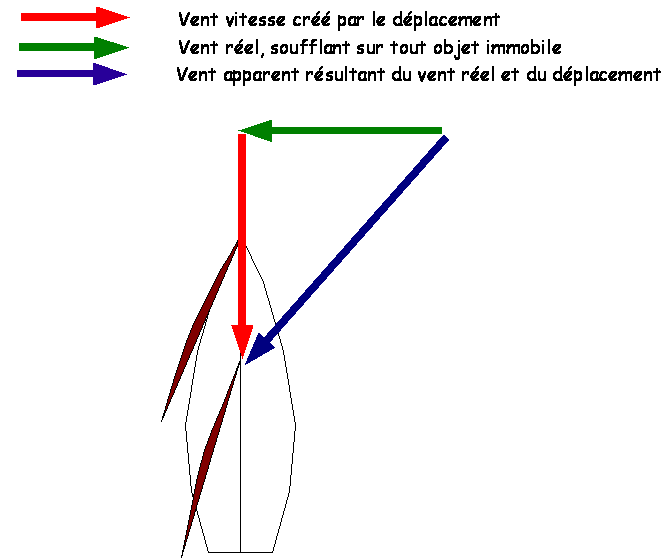 Vent vitesse créé par le déplacement
Vent réel, soufflant sur tout objet immobile
Vent apparent résultant du vent réel et du déplacement